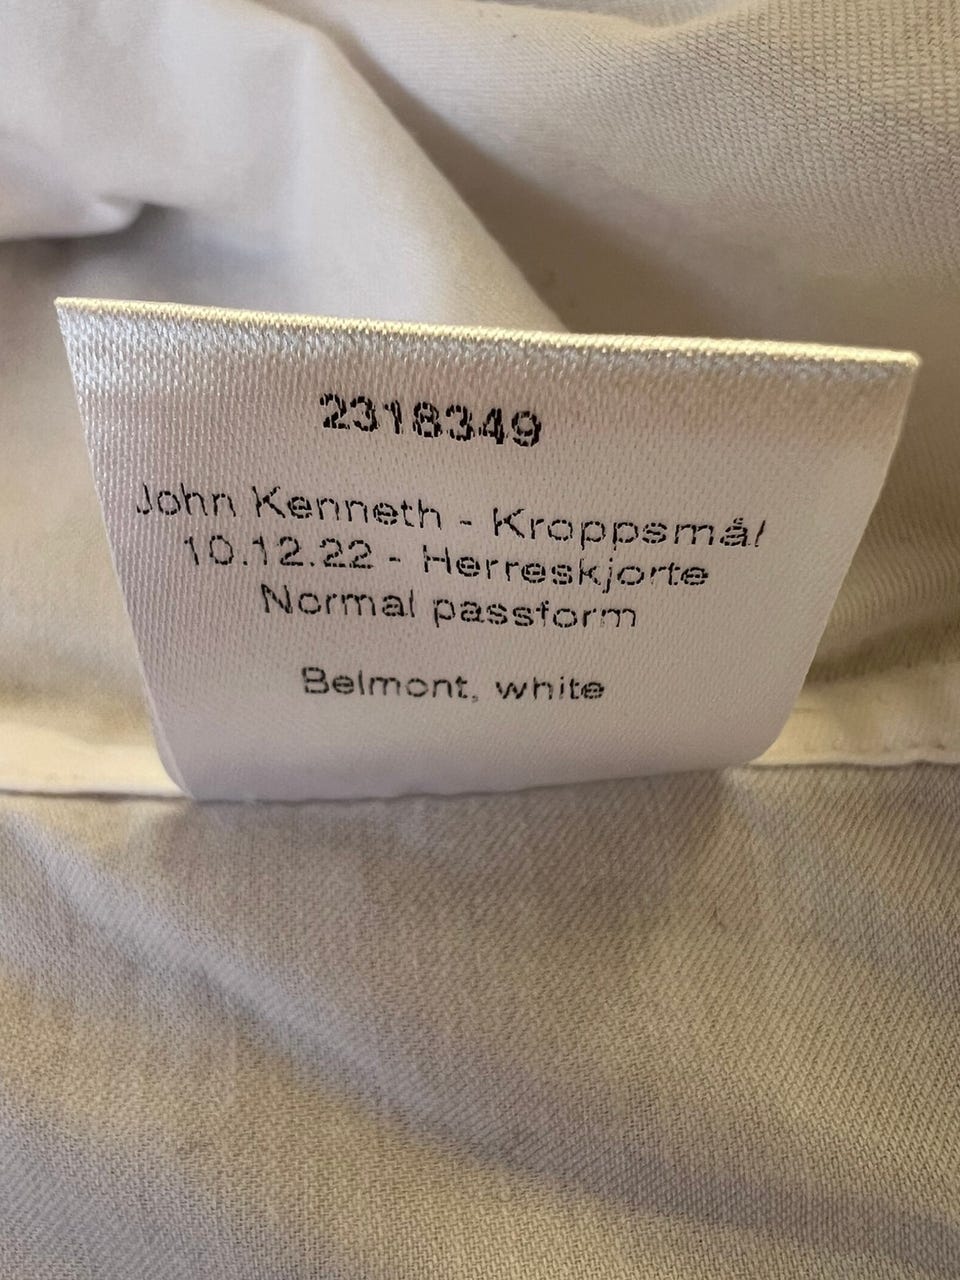 2318349
John Kenneth - Kroppsmål
10.12.22 - Herreskjorte
Normal passform
Belmont, white